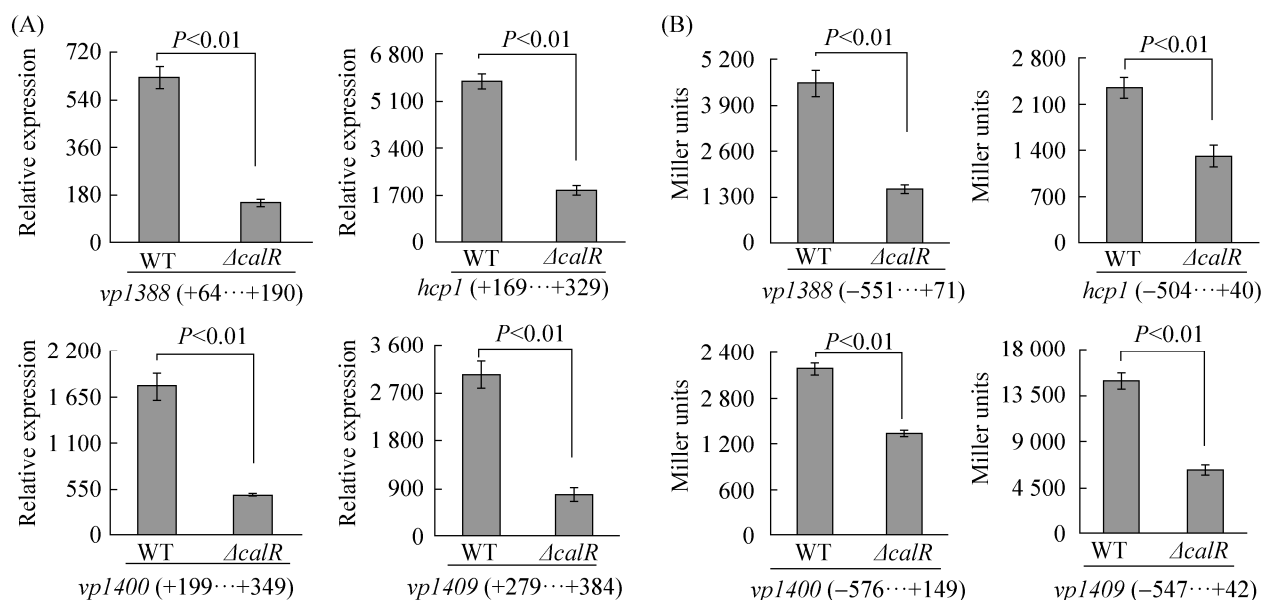 (A)
Relative expression
720
540
360
180
0
P<0.01
WT ΔcalR
vp1388 (+64···+190)
Relative expression
6 800
5 100
3 400
1 700
0
P<0.01
WT ΔcalR
hcp1 (+169···+329)
Relative expression
2 200
1 650
1 100
550
0
P<0.01
WT ΔcalR
vp1400 (+199···+349)
Relative expression
3 600
2 700
1 800
900
0
P<0.01
WT ΔcalR
vp1409 (+279···+384)
(B)
Miller units
5 200
3 900
2 600
1 300
0
P<0.01
WT ΔcalR
vp1388 (−551···+71)
Miller units
2 800
2 100
1 400
700
0
P<0.01
WT ΔcalR
hcp1 (−504···+40)
Miller units
2 400
2 800
1 200
600
0
P<0.01
WT ΔcalR
vp1400 (−576···+149)
Miller units
18 000
13 500
9 000
4 500
0
P<0.01
WT ΔcalR
vp1409 (−547···+42)